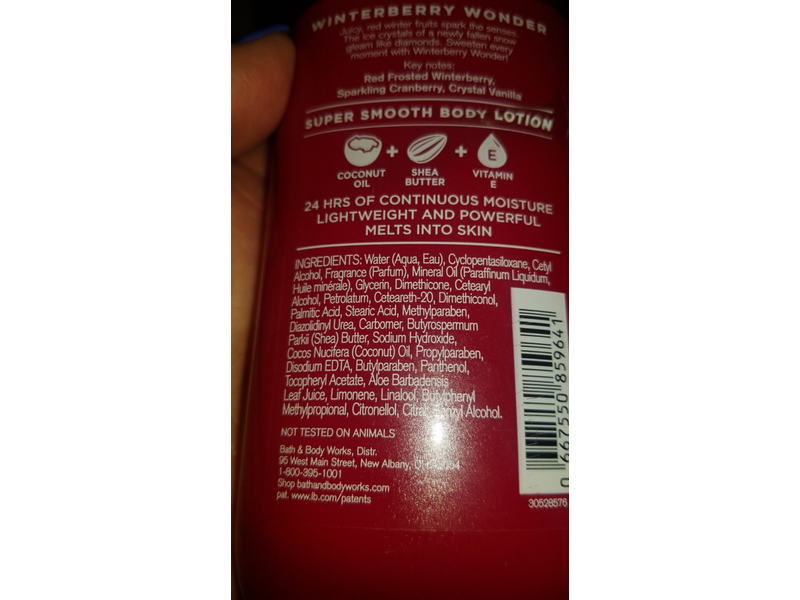 WINTERBERRY WONDER
Juicy, red winter fruits spark the senses.
The ice crystals of a newly fallen snow
gleam like diamonds. Sweeten every
moment with Winterberry Wonder!
Key notes:
Red Frosted Winterberry,
Sparkling Cranberry, Crystal Vanilla
SUPER SMOOTH BODY LOTION
COCONUT OIL + SHEA BUTTER + E VITAMIN E
24 HRS OF CONTINUOUS MOISTURE
LIGHTWEIGHT AND POWERFUL
MELTS INTO SKIN
INGREDIENTS: Water (Aqua, Eau), Cyclopentasiloxane, Cetyl
Alcohol, Fragrance (Parfum), Mineral Oil (Paraffinum Liquidum,
Huile minérale), Glycerin, Dimethicone, Cetearyl
Alcohol, Petrolatum, Ceteareth-20, Dimethiconol,
Palmitic Acid, Stearic Acid, Methylparaben,
Diazolidinyl Urea, Carbomer, Butyrospermum
Parkii (Shea) Butter, Sodium Hydroxide,
Cocos Nucifera (Coconut) Oil, Propylparaben,
Disodium EDTA, Butylparaben, Panthenol,
Tocopheryl Acetate, Aloe Barbadensis
Leaf Juice, Limonene, Linalool, Butylphenyl
Methylpropional, Citronellol, Citral, Benzyl Alcohol.
NOT TESTED ON ANIMALS
Bath & Body Works, Distr.
95 West Main Street, New Albany,
1-800-395-1001
Shop bathandbodyworks.com
pat. www.lb.com/patents
0 667550 859641
30528576